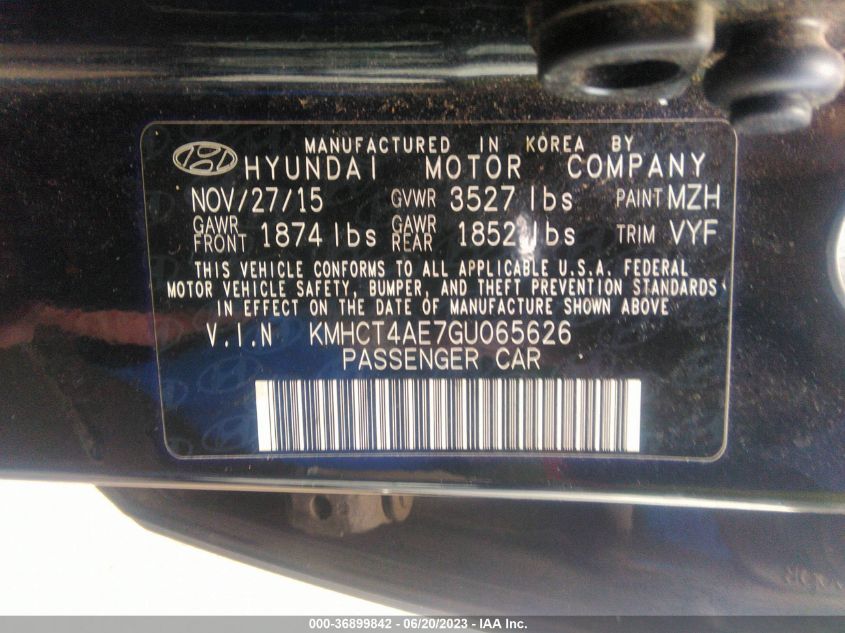 MANUFACTURED IN KOREA BY
HYUNDAI MOTOR COMPANY
NOV/27/15 GVWR 3527 lbs PAINT MZH
GAWR FRONT 1874 lbs GAWR REAR 1852 lbs TRIM VYF
THIS VEHICLE CONFORMS TO ALL APPLICABLE U.S.A. FEDERAL
MOTOR VEHICLE SAFETY, BUMPER, AND THEFT PREVENTION STANDARDS
IN EFFECT ON THE DATE OF MANUFACTURE SHOWN ABOVE
V.I.N KMHCT4AE7GU065626
PASSENGER CAR
000-36899842 - 06/20/2023 - IAA Inc.